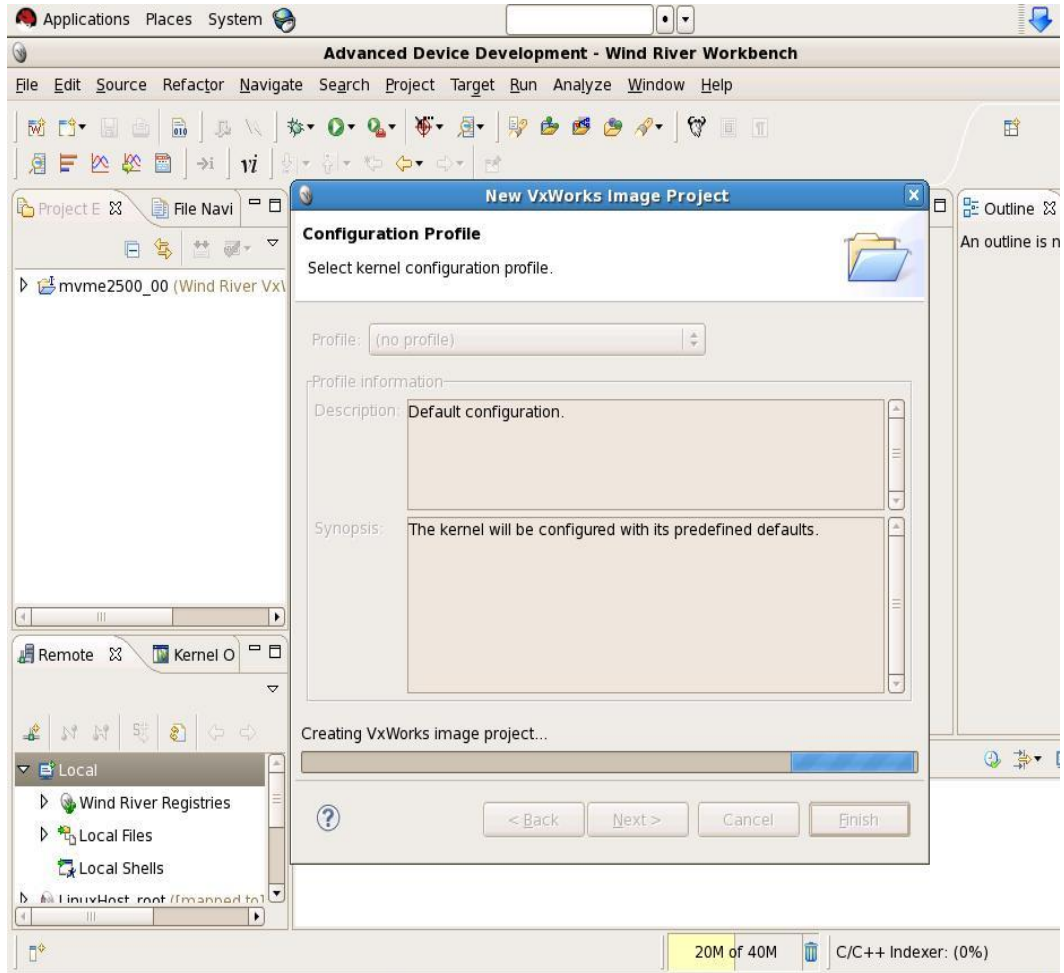 Applications Places System
Advanced Device Development - Wind River Workbench
File Edit Source Refactor Navigate Search Project Target Run Analyze Window Help
vi
Project E
File Navi
mvme2500_00 (Wind River Vx
New VxWorks Image Project
Configuration Profile
Select kernel configuration profile.
Profile: (no profile)
Profile information
Description: Default configuration.
Synopsis: The kernel will be configured with its predefined defaults.
Creating VxWorks image project...
< Back Next > Cancel Finish
Outline
An outline is n
Remote
Kernel O
Local
Wind River Registries
Local Files
Local Shells
LinuxHost_root ([mapped to]
20M of 40M
C/C++ Indexer: (0%)